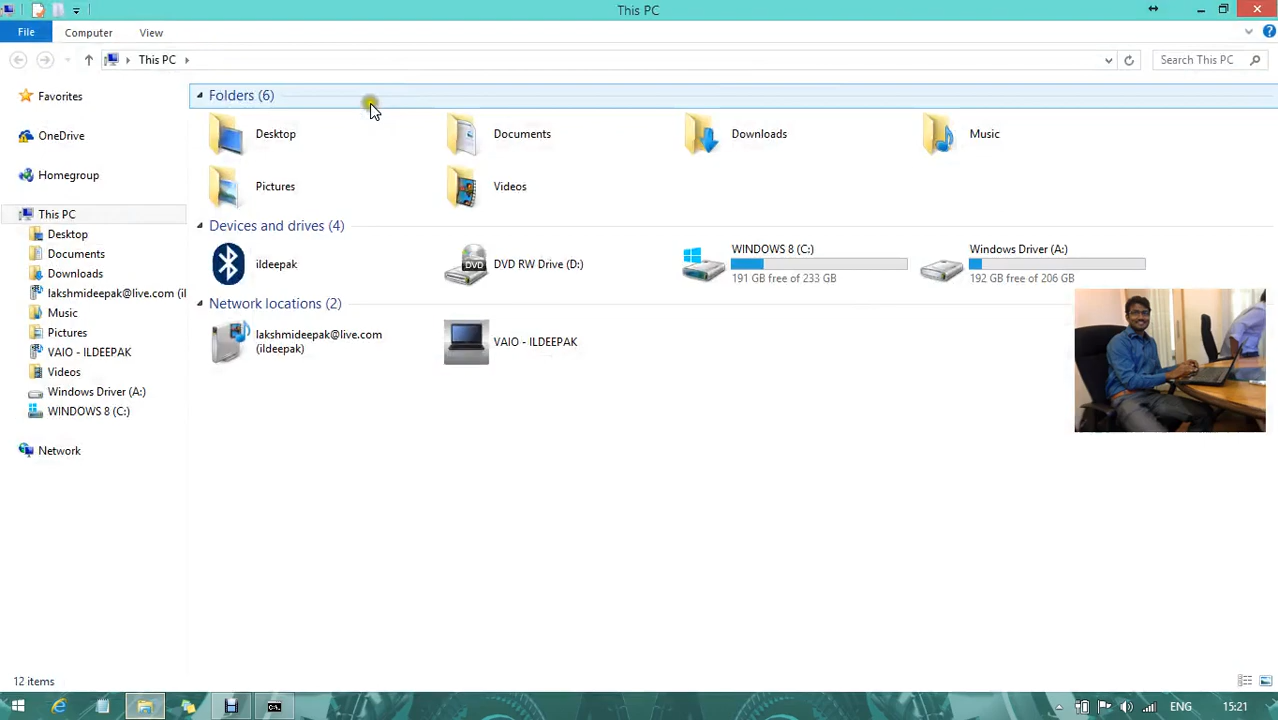 This PC
File Computer View
This PC Search This PC
Favorites
OneDrive
Homegroup
This PC
Desktop
Documents
Downloads
lakshmideepak@live.com (il
Music
Pictures
VAIO - ILDEEPAK
Videos
Windows Driver (A:)
WINDOWS 8 (C:)
Network
Folders (6)
Desktop Documents Downloads Music
Pictures Videos
Devices and drives (4)
ildeepak
DVD
DVD RW Drive (D:)
WINDOWS 8 (C:)
191 GB free of 233 GB
Windows Driver (A:)
192 GB free of 206 GB
Network locations (2)
lakshmideepak@live.com
(ildeepak)
VAIO - ILDEEPAK
12 items
ENG 15:21